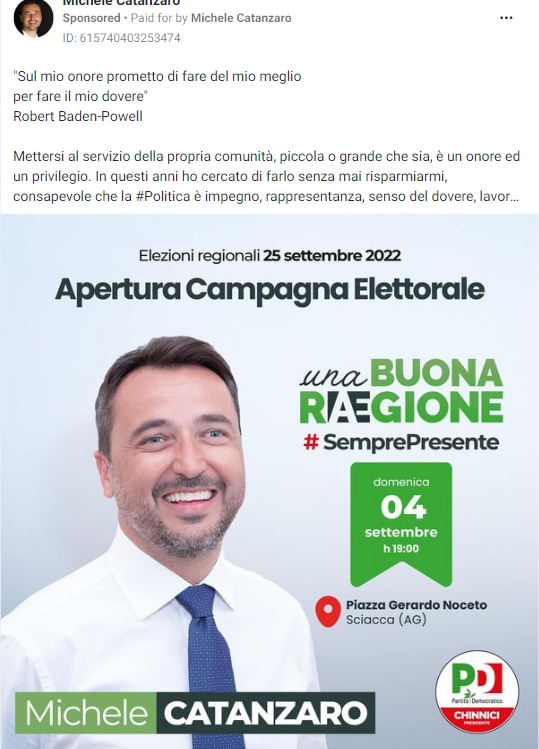 Michele Catanzaro
Sponsored • Paid for by Michele Catanzaro
ID: 615740403253474
"Sul mio onore prometto di fare del mio meglio
per fare il mio dovere"
Robert Baden-Powell
Mettersi al servizio della propria comunità, piccola o grande che sia, è un onore ed
un privilegio. In questi anni ho cercato di farlo senza mai risparmiarmi,
consapevole che la #Politica è impegno, rappresentanza, senso del dovere, lavor...
Elezioni regionali 25 settembre 2022
Apertura Campagna Elettorale
una BUONA
RÆGIONE
# SemprePresente
domenica
04
settembre
h 19:00
Piazza Gerardo Noceto
Sciacca (AG)
Michele CATANZARO
PD
Partito Democratico
CHINNICI
PRESIDENTE